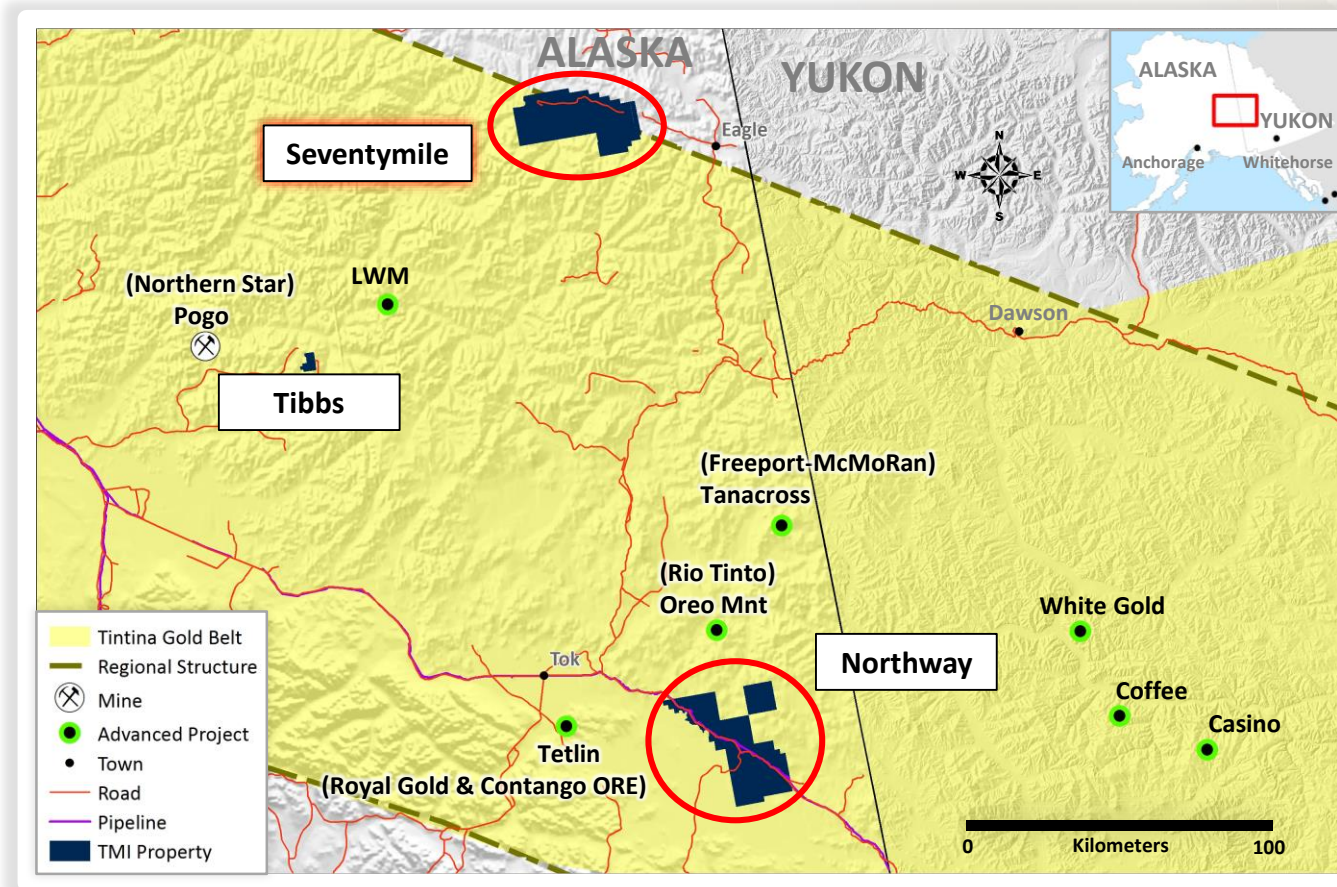 ALASKA
YUKON
ALASKA
YUKON
Anchorage
Whitehorse
Seventymile
Eagle
N
W
E
S
(Northern Star)
Pogo
LWM
Dawson
Tibbs
(Freeport-McMoRan)
Tanacross
(Rio Tinto)
Oreo Mnt
White Gold
Northway
Tok
Coffee
Casino
Tetlin
(Royal Gold & Contango ORE)
Tintina Gold Belt
Regional Structure
Mine
Advanced Project
Town
Road
Pipeline
TMI Property
0
Kilometers
100